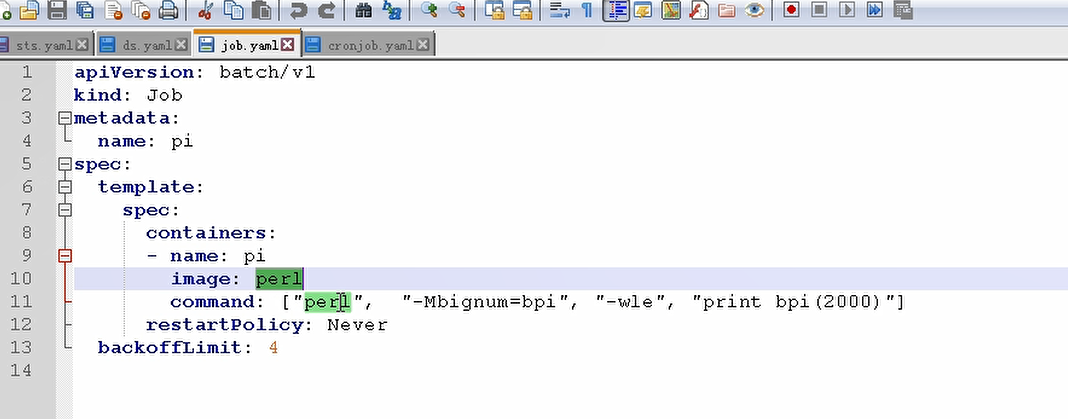 sts.yaml ds.yaml job.yaml cronjob.yaml
1 apiVersion: batch/v1
2 kind: Job
3 metadata:
4 name: pi
5 spec:
6 template:
7 spec:
8 containers:
9 - name: pi
10 image: perl
11 command: ["perl", "-Mbignum=bpi", "-wle", "print bpi(2000)"]
12 restartPolicy: Never
13 backoffLimit: 4
14